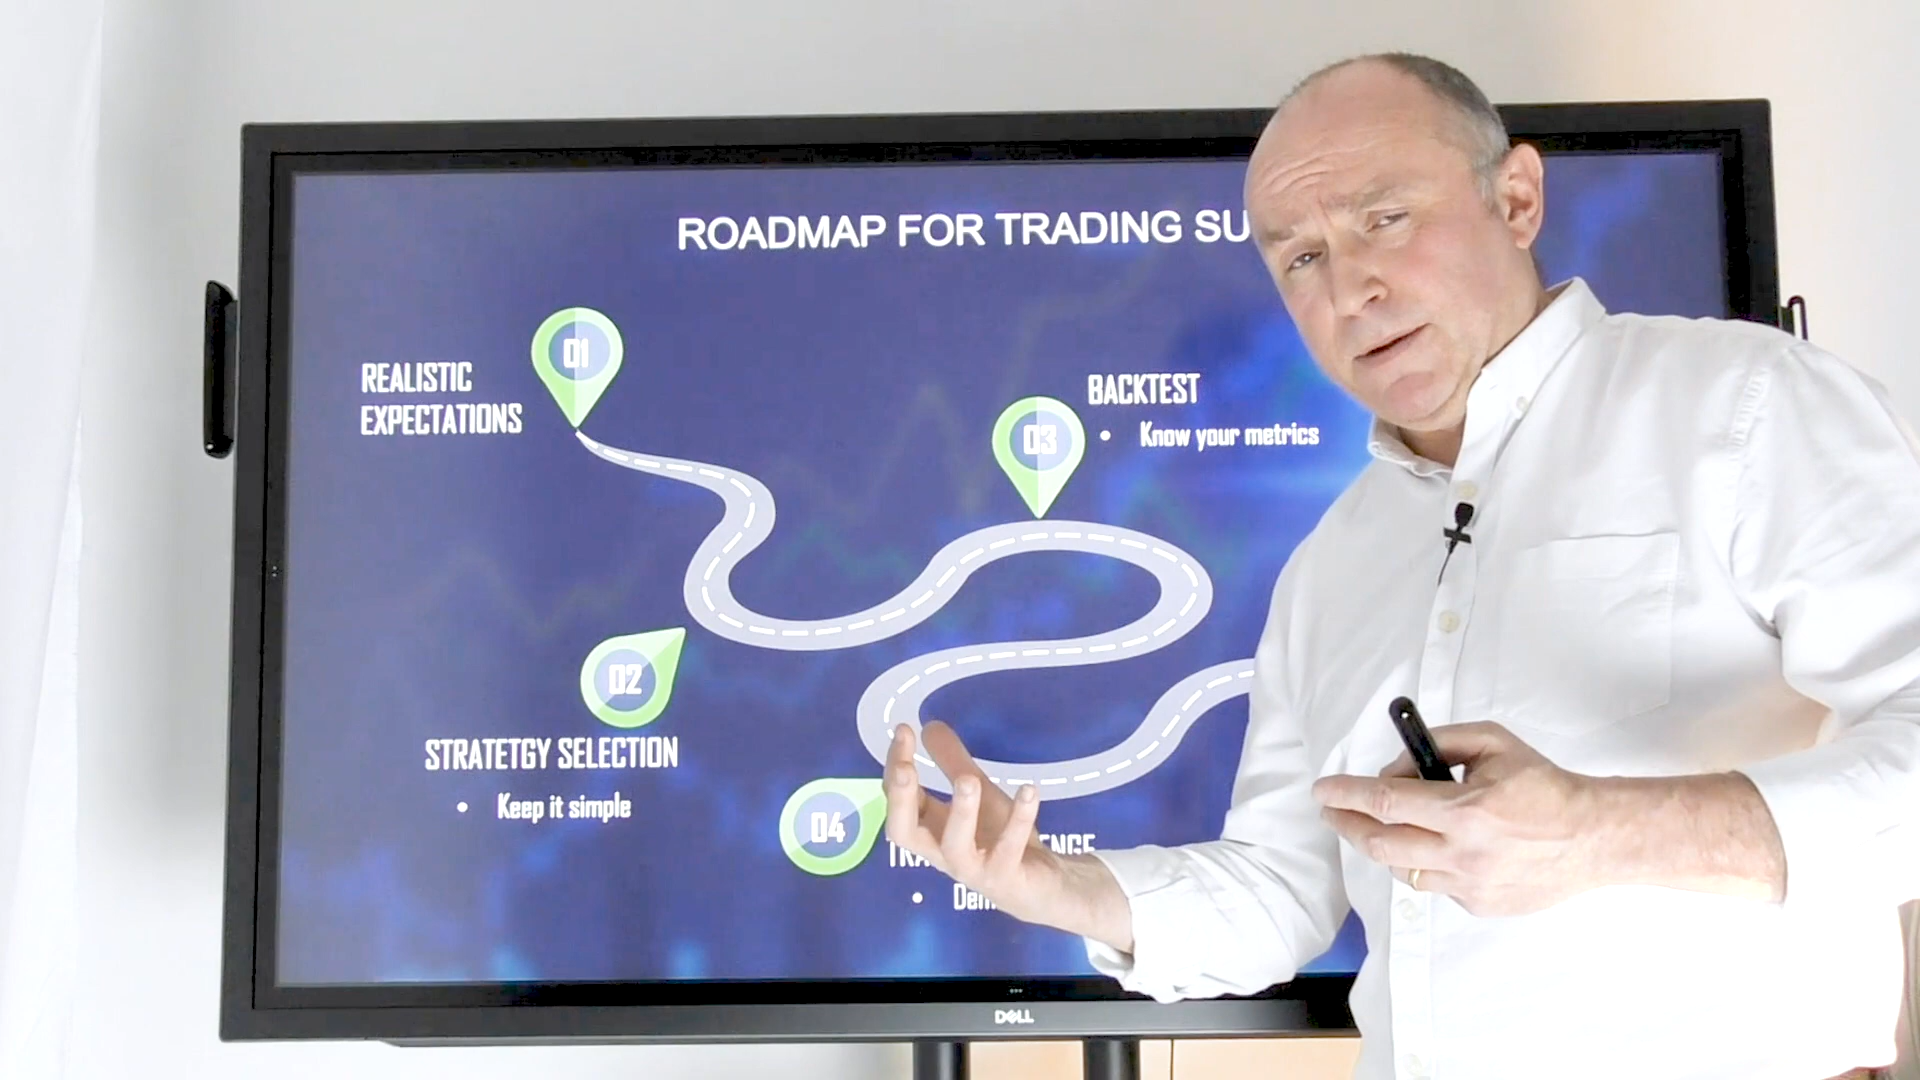 ROADMAP FOR TRADING SU
01
REALISTIC
EXPECTATIONS
03
BACKTEST
• Know your metrics
02
STRATETGY SELECTION
• Keep it simple
04
DELL